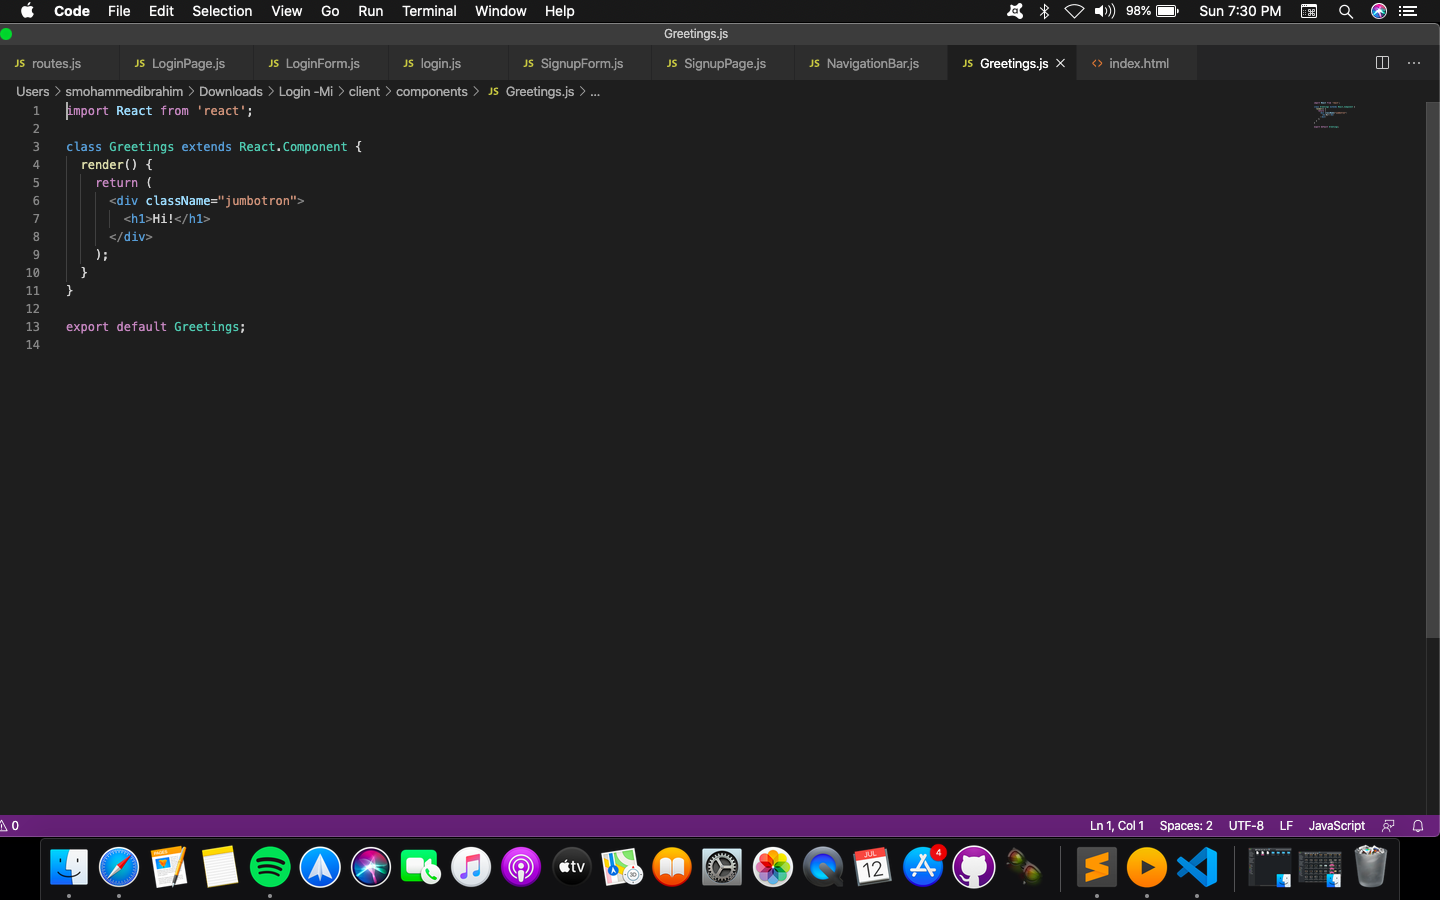 Code File Edit Selection View Go Run Terminal Window Help 98% Sun 7:30 PM
Greetings.js
JS routes.js JS LoginPage.js JS LoginForm.js JS login.js JS SignupForm.js JS SignupPage.js JS NavigationBar.js JS Greetings.js <> index.html
Users > smohammedibrahim > Downloads > Login -Mi > client > components > JS Greetings.js > ...
1 import React from 'react';
2
3 class Greetings extends React.Component {
4 render() {
5 return (
6 <div className="jumbotron">
7 <h1>Hi!</h1>
8 </div>
9 );
10 }
11 }
12
13 export default Greetings;
14
0 Ln 1, Col 1 Spaces: 2 UTF-8 LF JavaScript
tv 3D JUL 12 4